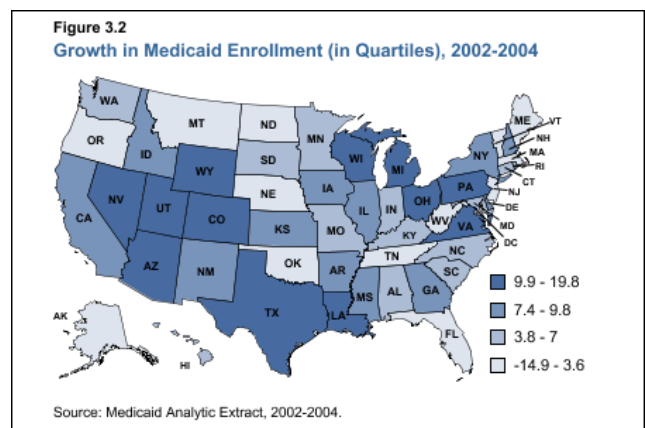 Figure 3.2
Growth in Medicaid Enrollment (in Quartiles), 2002-2004
WA
OR
MT
ID
WY
ND
SD
NE
MN
WI
MI
IA
NV
UT
CO
CA
AZ
NM
KS
OK
TX
MO
AR
LA
IL
IN
OH
KY
TN
MS
AL
GA
FL
SC
NC
VA
WV
PA
NY
ME
VT
NH
MA
RI
CT
NJ
DE
MD
DC
AK
HI
9.9 - 19.8
7.4 - 9.8
3.8 - 7
-14.9 - 3.6
Source: Medicaid Analytic Extract, 2002-2004.